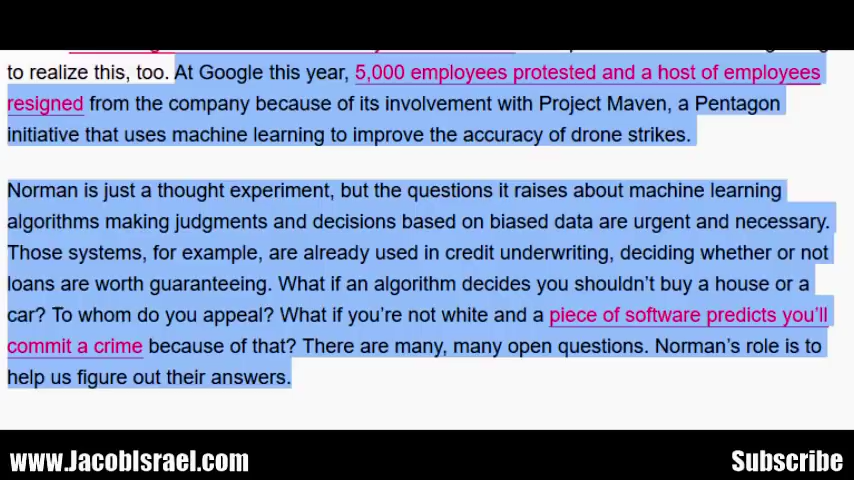 to realize this, too. At Google this year, 5,000 employees protested and a host of employees
resigned from the company because of its involvement with Project Maven, a Pentagon
initiative that uses machine learning to improve the accuracy of drone strikes.
Norman is just a thought experiment, but the questions it raises about machine learning
algorithms making judgments and decisions based on biased data are urgent and necessary.
Those systems, for example, are already used in credit underwriting, deciding whether or not
loans are worth guaranteeing. What if an algorithm decides you shouldn't buy a house or a
car? To whom do you appeal? What if you're not white and a piece of software predicts you'll
commit a crime because of that? There are many, many open questions. Norman's role is to
help us figure out their answers.
www.JacobIsrael.com Subscribe